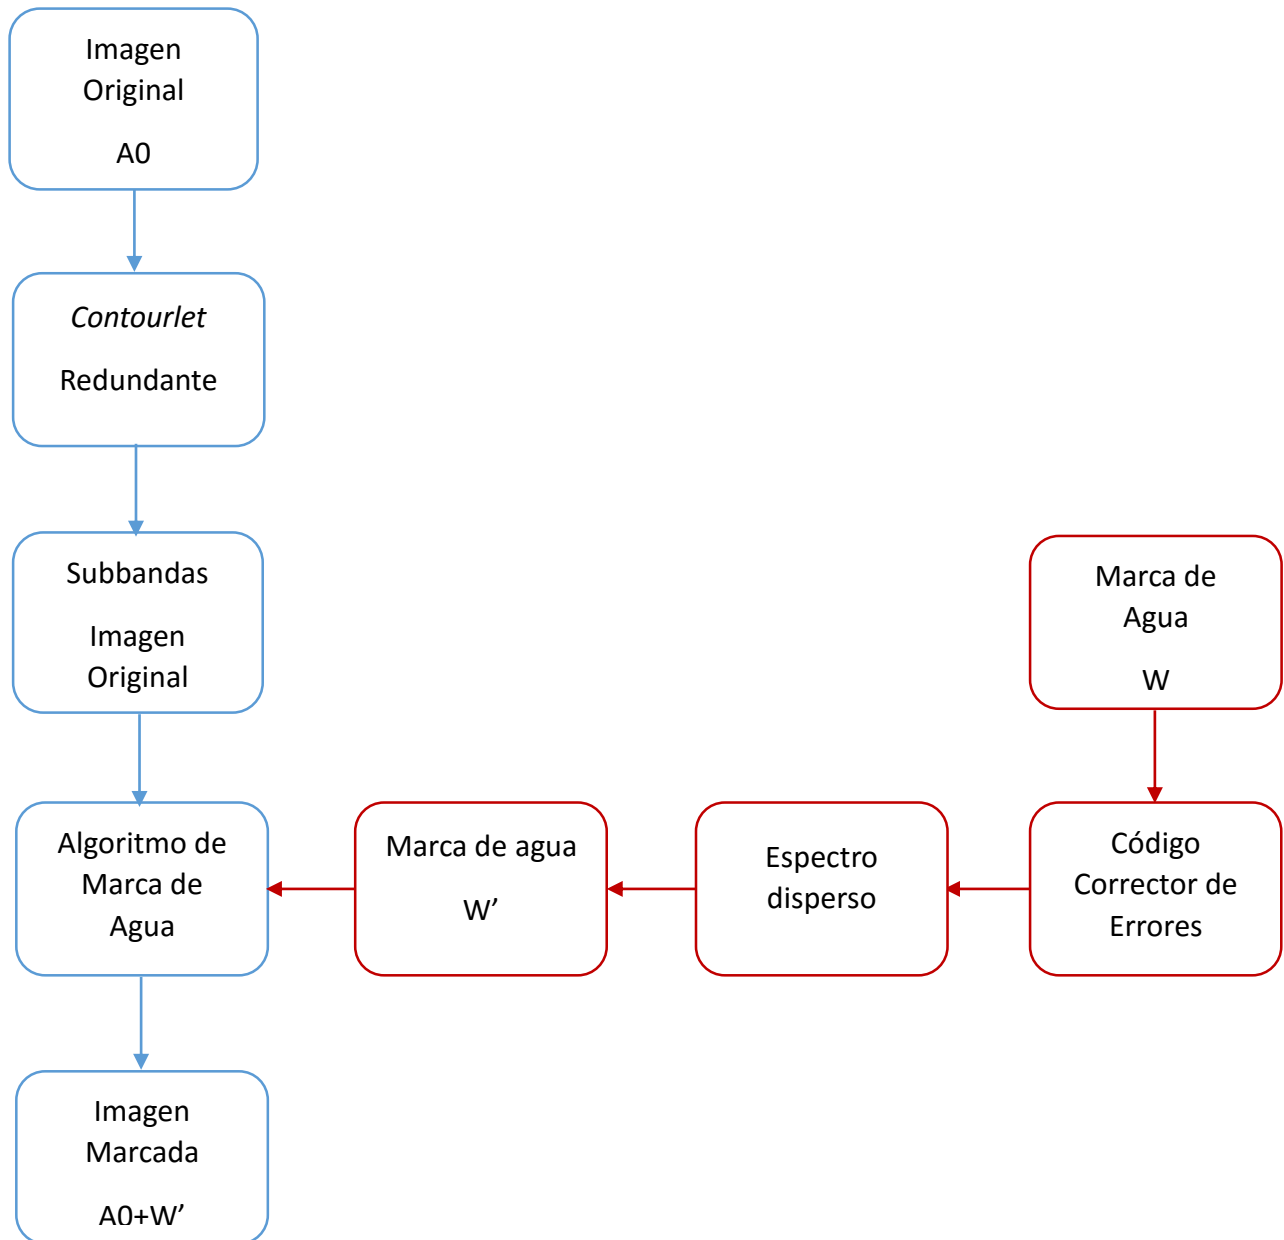 Imagen
Original
A0
Contourlet
Redundante
Subbandas
Imagen
Original
Marca de
Agua
W
Algoritmo de
Marca de
Agua
Marca de agua
W’
Espectro
disperso
Código
Corrector de
Errores
Imagen
Marcada
A0+W’